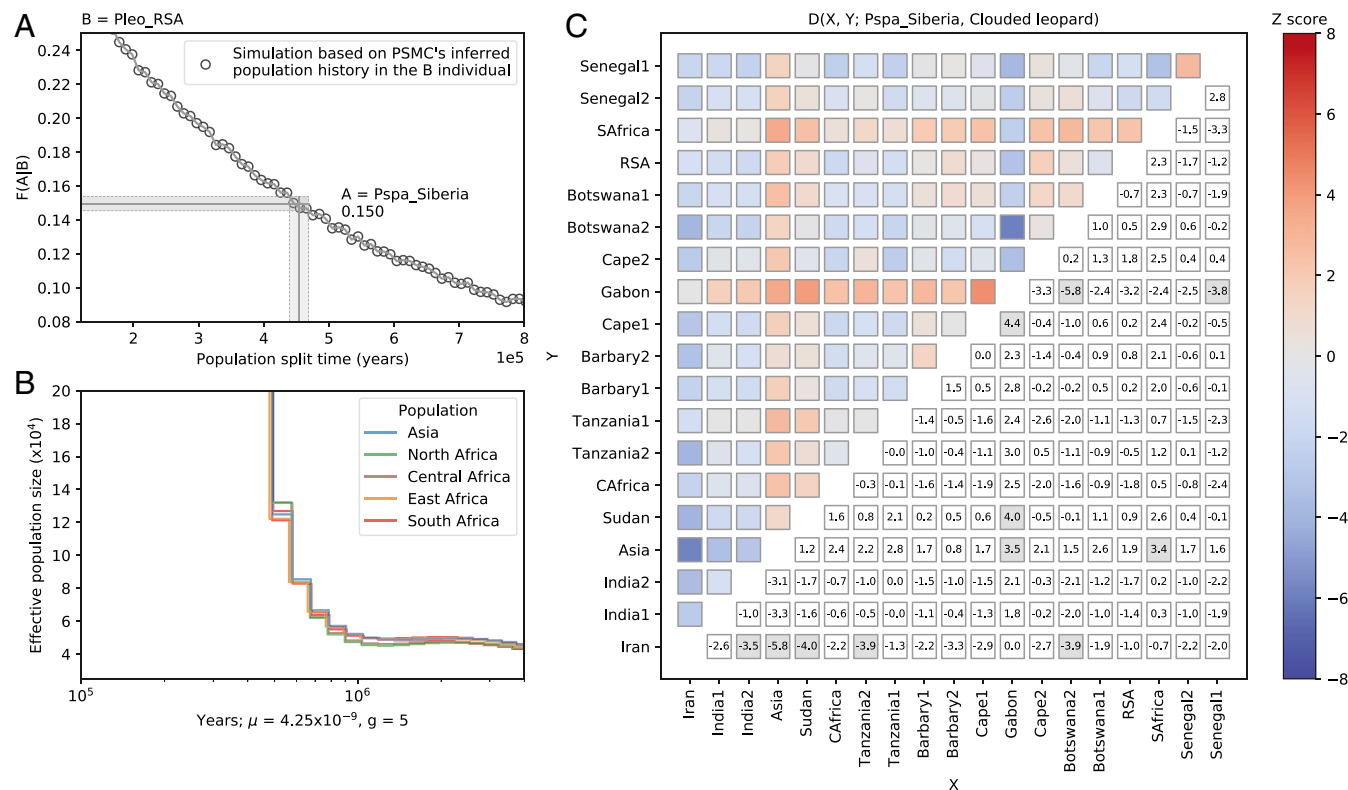 A
B = Pleo_RSA
Simulation based on PSMC's inferred
population history in the B individual
A = Pspa_Siberia
0.150
F(A|B)
0.24
0.22
0.20
0.18
0.16
0.14
0.12
0.10
0.08
2 3 4 5 6 7 8
Population split time (years)
1e5
B
Population
Asia
North Africa
Central Africa
East Africa
South Africa
Effective population size (x10⁴)
20
18
16
14
12
10
8
6
4
10⁵ 10⁶
Years; μ = 4.25x10⁻⁹, g = 5
C
D(X, Y; Pspa_Siberia, Clouded leopard)
Y
Senegal1
Senegal2 2.8
SAfrica -1.5 -3.3
RSA 2.3 -1.7 -1.2
Botswana1 -0.7 2.3 -0.7 -1.9
Botswana2 1.0 0.5 2.9 0.6 -0.2
Cape2 0.2 1.3 1.8 2.5 0.4 0.4
Gabon -3.3 -5.8 -2.4 -3.2 -2.4 -2.5 -3.8
Cape1 4.4 -0.4 -1.0 0.6 0.2 2.4 -0.2 -0.5
Barbary2 0.0 2.3 -1.4 -0.4 0.9 0.8 2.1 -0.6 0.1
Barbary1 1.5 0.5 2.8 -0.2 -0.2 0.5 0.2 2.0 -0.6 -0.1
Tanzania1 -1.4 -0.5 -1.6 2.4 -2.6 -2.0 -1.1 -1.3 0.7 -1.5 -2.3
Tanzania2 -0.0 -1.0 -0.4 -1.1 3.0 0.5 -1.1 -0.9 -0.5 1.2 0.1 -1.2
CAfrica -0.3 -0.1 -1.6 -1.4 -1.9 2.5 -2.0 -1.6 -0.9 -1.8 0.5 -0.8 -2.4
Sudan 1.6 0.8 2.1 0.2 0.5 0.6 4.0 -0.5 -0.1 1.1 0.9 2.6 0.4 -0.1
Asia 1.2 2.4 2.2 2.8 1.7 0.8 1.7 3.5 2.1 1.5 2.6 1.9 3.4 1.7 1.6
India2 -3.1 -1.7 -0.7 -1.0 0.0 -1.5 -1.0 -1.5 2.1 -0.3 -2.1 -1.2 -1.7 0.2 -1.0 -2.2
India1 -1.0 -3.3 -1.6 -0.6 -0.5 -0.0 -1.1 -0.4 -1.3 1.8 -0.2 -2.0 -1.0 -1.4 0.3 -1.0 -1.9
Iran -2.6 -3.5 -5.8 -4.0 -2.2 -3.9 -1.3 -2.2 -3.2 -2.9 0.0 -2.7 -3.9 -1.9 -1.0 -0.7 -2.2 -2.0
Iran India1 India2 Asia Sudan CAfrica Tanzania2 Tanzania1 Barbary1 Barbary2 Cape1 Gabon Cape2 Botswana2 Botswana1 RSA SAfrica Senegal2 Senegal1
X
Z score
8
6
4
2
0
−2
−4
−6
−8